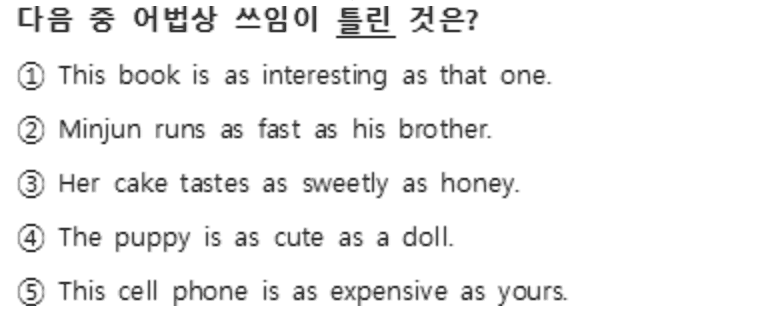 다음 중 어법상 쓰임이 틀린 것은?
① This book is as interesting as that one.
② Minjun runs as fast as his brother.
③ Her cake tastes as sweetly as honey.
④ The puppy is as cute as a doll.
⑤ This cell phone is as expensive as yours.